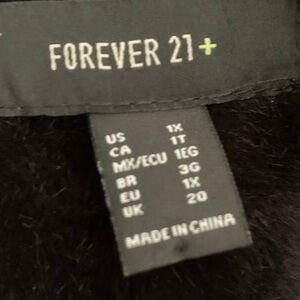 FOREVER 21+
US 1X
CA 1T
MX/ECU 1EG
BR 3G
EU 1X
UK 20
MADE IN CHINA